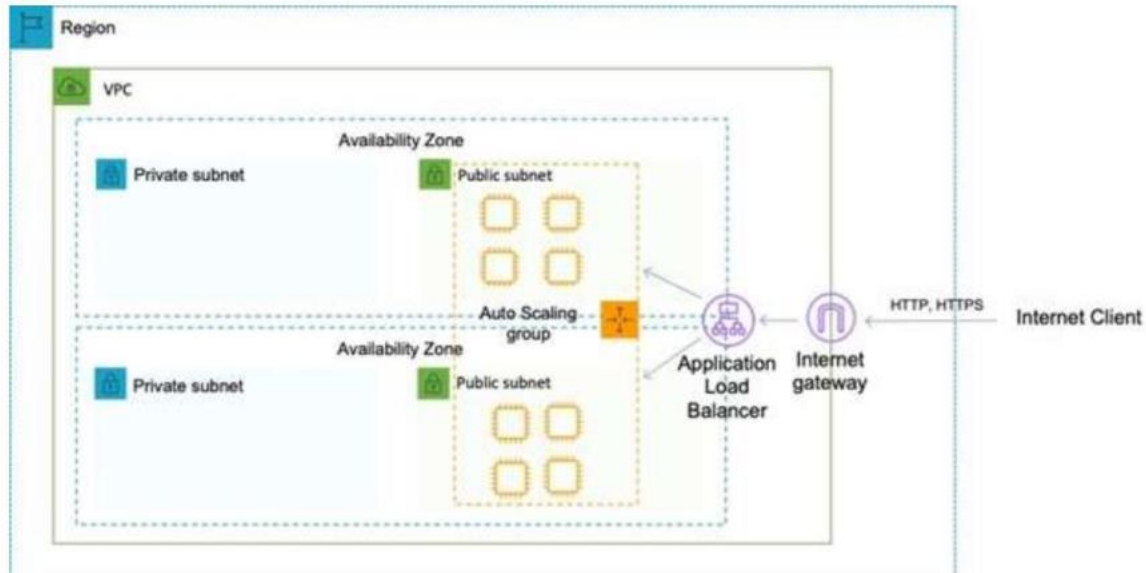 Region
VPC
Availability Zone
Private subnet
Public subnet
Auto Scaling
group
HTTP, HTTPS
Internet Client
Availability Zone
Private subnet
Public subnet
Application
Load
Balancer
Internet
gateway